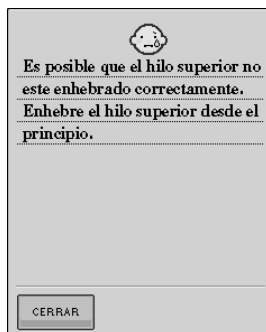 Es posible que el hilo superior no
este enhebrado correctamente.
Enhebre el hilo superior desde el
principio.
CERRAR